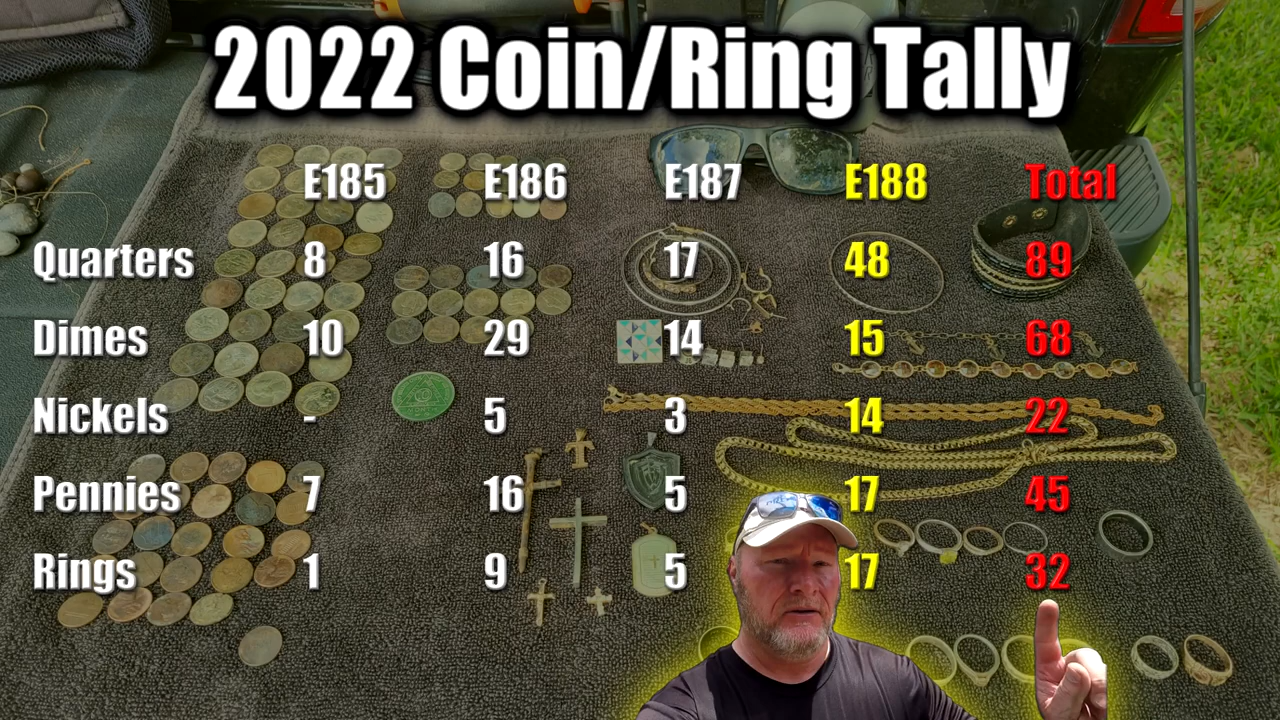 2022 Coin/Ring Tally
E185 E186 E187 E188 Total
Quarters 8 16 17 48 89
Dimes 10 29 14 15 68
Nickels - 5 3 14 22
Pennies 7 16 5 17 45
Rings 1 9 5 17 32